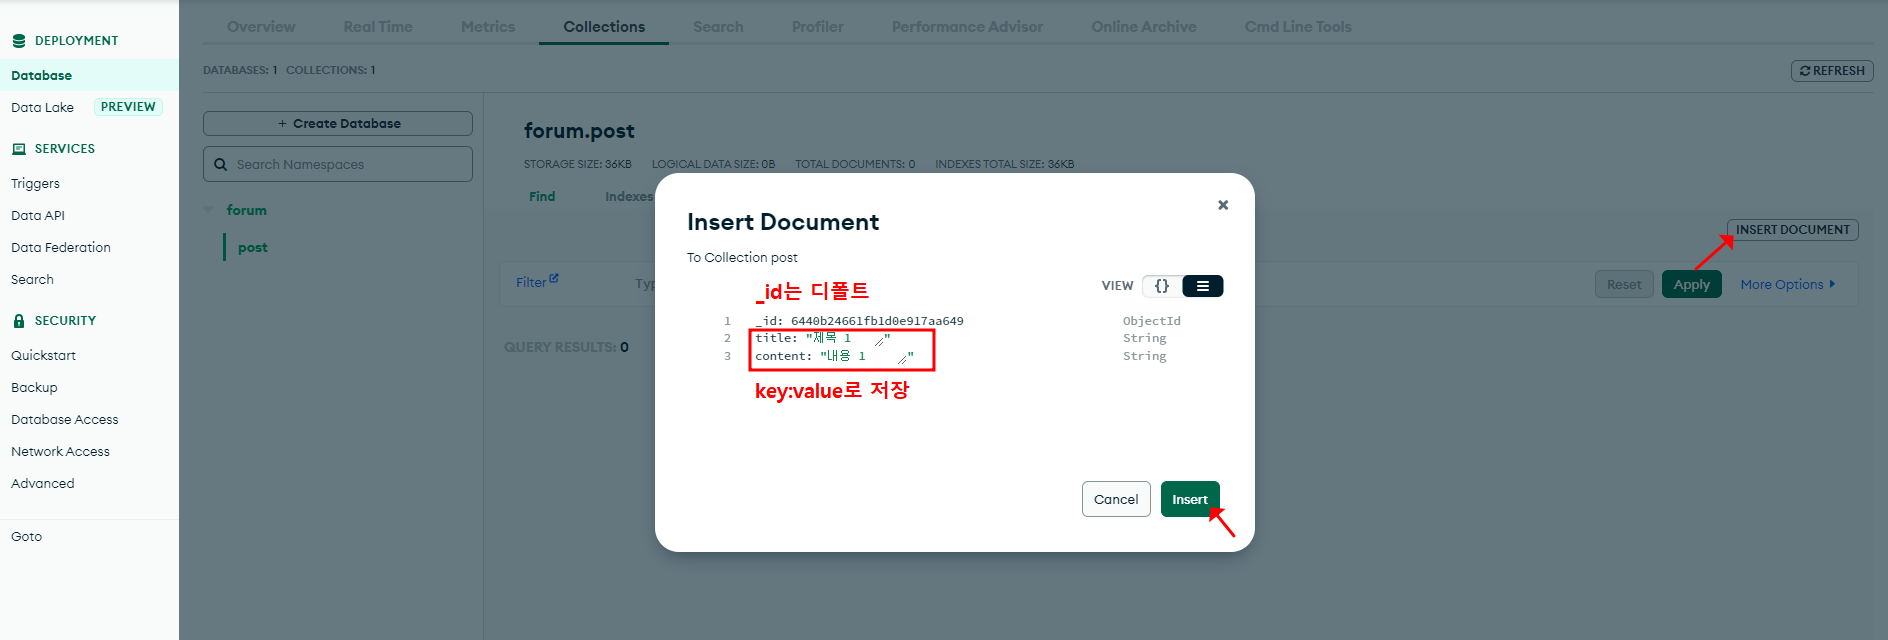 DEPLOYMENT
Database
Data Lake PREVIEW
SERVICES
Triggers
Data API
Data Federation
Search
SECURITY
Quickstart
Backup
Database Access
Network Access
Advanced
Goto
Overview Real Time Metrics Collections Search Profiler Performance Advisor Online Archive Cmd Line Tools
DATABASES: 1 COLLECTIONS: 1
REFRESH
+ Create Database
Search Namespaces
forum
post
forum.post
STORAGE SIZE: 36KB LOGICAL DATA SIZE: 0B TOTAL DOCUMENTS: 0 INDEXES TOTAL SIZE: 36KB
Find Indexes
INSERT DOCUMENT
Filter
Reset Apply More Options
QUERY RESULTS: 0
Insert Document
To Collection post
VIEW {}
_id는 디폴트
1 _id: 6440b24661fb1d0e917aa649 ObjectId
2 title: "제목 1 " String
3 content: "내용 1 " String
key:value로 저장
Cancel Insert